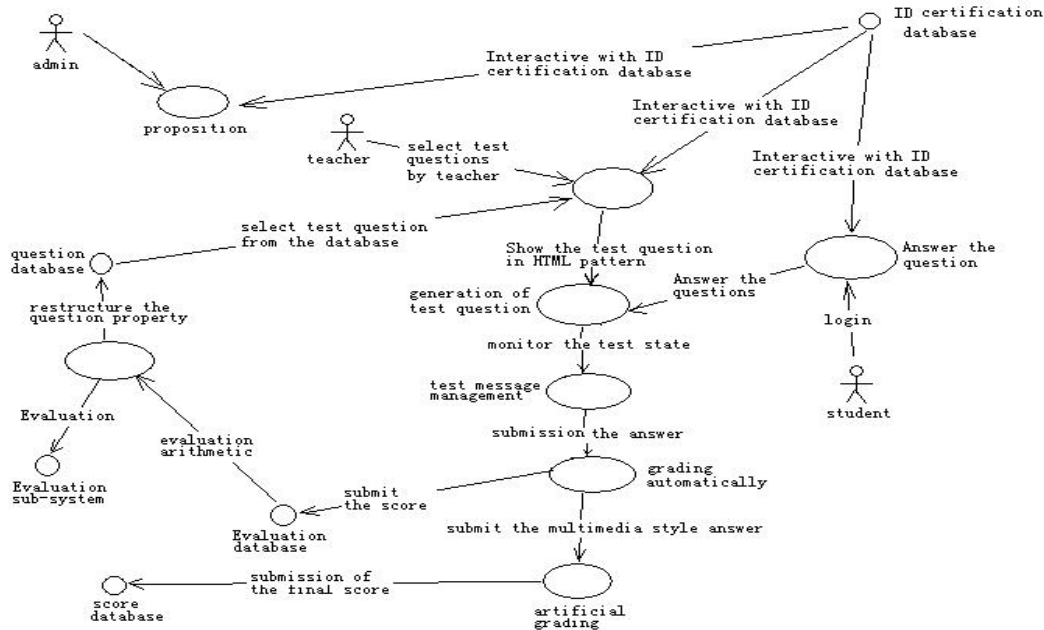 ID certification
database
admin
Interactive with ID
certification database
proposition
Interactive with ID
certification database
teacher
select test
questions
by teacher
Interactive with ID
certification database
select test question
from the database
question
database
Show the test question
in HTML pattern
Answer the
question
Answer the
questions
generation of
test question
restructure the
question property
login
monitor the test state
test message
management
student
Evaluation
evaluation
arithmetic
submission the answer
Evaluation
sub-system
grading
automatically
submit
the score
Evaluation
database
submit the multimedia style answer
submission of
the final score
score
database
artificial
grading